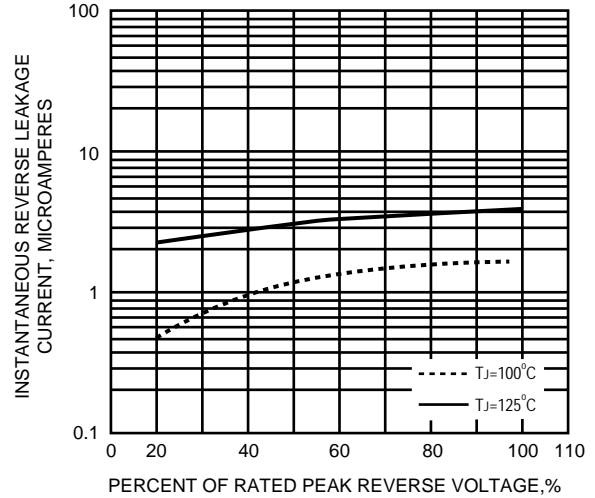 INSTANTANEOUS REVERSE LEAKAGE
CURRENT, MICROAMPERES
100
10
1
0.1
TJ=100°C
TJ=125°C
0 20 40 60 80 100 110
PERCENT OF RATED PEAK REVERSE VOLTAGE,%